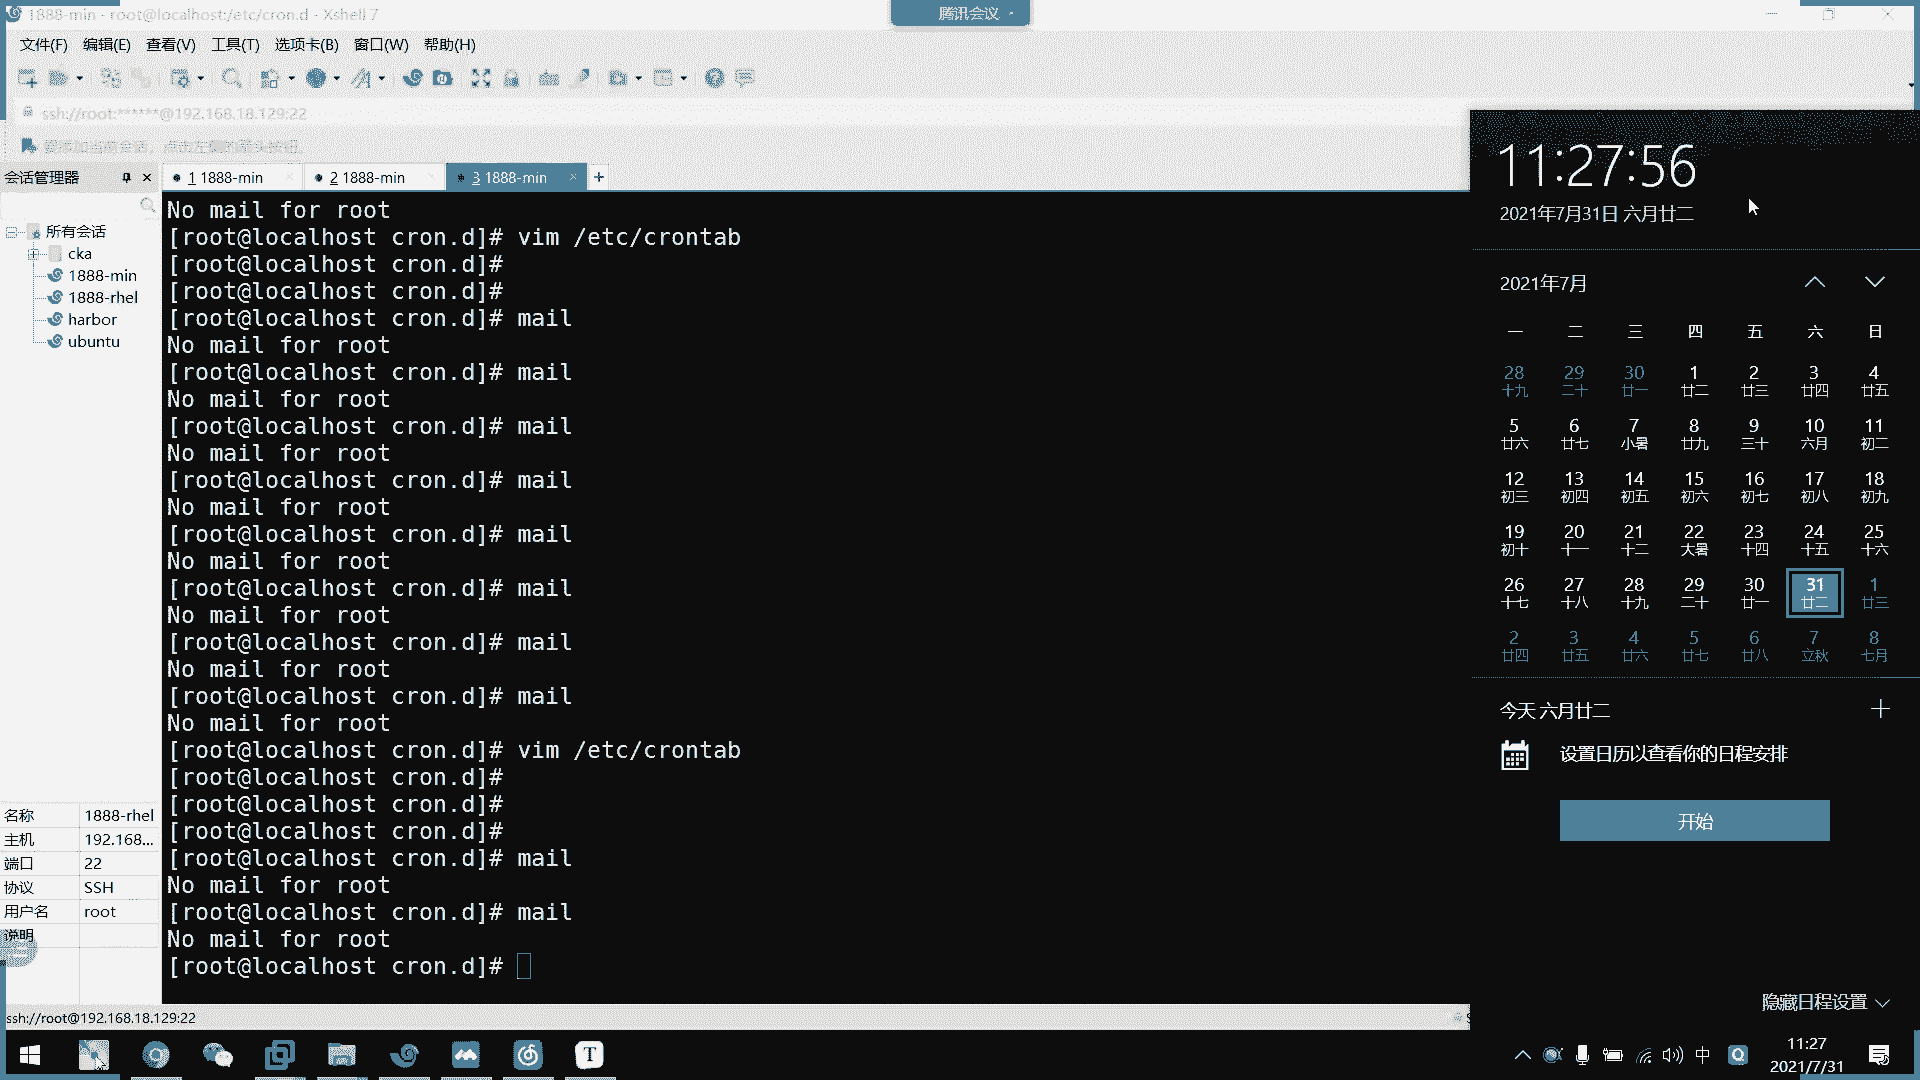 1888-min - root@localhost:/etc/cron.d - Xshell 7
腾讯会议
文件(F) 编辑(E) 查看(V) 工具(T) 选项卡(B) 窗口(W) 帮助(H)
ssh://root:******@192.168.18.129:22
要添加当前会话，点击左侧的箭头按钮。
会话管理器
1 1888-min
2 1888-min
3 1888-min
所有会话
cka
1888-min
1888-rhel
harbor
ubuntu
名称 1888-rhel
主机 192.168...
端口 22
协议 SSH
用户名 root
说明
No mail for root
[root@localhost cron.d]# vim /etc/crontab
[root@localhost cron.d]#
[root@localhost cron.d]#
[root@localhost cron.d]# mail
No mail for root
[root@localhost cron.d]# mail
No mail for root
[root@localhost cron.d]# mail
No mail for root
[root@localhost cron.d]# mail
No mail for root
[root@localhost cron.d]# mail
No mail for root
[root@localhost cron.d]# mail
No mail for root
[root@localhost cron.d]# mail
No mail for root
[root@localhost cron.d]# mail
No mail for root
[root@localhost cron.d]# vim /etc/crontab
[root@localhost cron.d]#
[root@localhost cron.d]#
[root@localhost cron.d]#
[root@localhost cron.d]# mail
No mail for root
[root@localhost cron.d]# mail
No mail for root
[root@localhost cron.d]#
11:27:56
2021年7月31日 六月廿二
2021年7月
一 二 三 四 五 六 日
28 29 30 1 2 3 4
十九 二十 廿一 廿二 廿三 廿四 廿五
5 6 7 8 9 10 11
廿六 廿七 小暑 廿九 三十 六月 初二
12 13 14 15 16 17 18
初三 初四 初五 初六 初七 初八 初九
19 20 21 22 23 24 25
初十 十一 十二 大暑 十四 十五 十六
26 27 28 29 30 31 1
十七 十八 十九 二十 廿一 廿二 廿三
2 3 4 5 6 7 8
廿四 廿五 廿六 廿七 廿八 立秋 七月
今天 六月廿二
设置日历以查看你的日程安排
开始
隐藏日程设置
ssh://root@192.168.18.129:22
T
中
11:27
2021/7/31